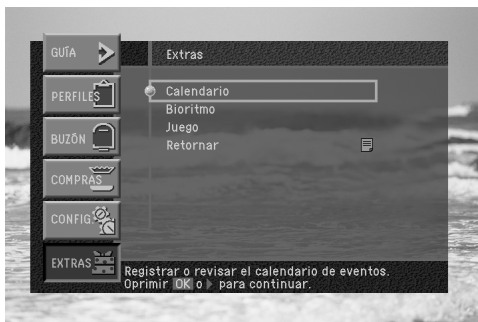 GUÍA
PERFILES
BUZÓN
COMPRAS
CONFIG
EXTRAS
Extras
Calendario
Bioritmo
Juego
Retornar
Registrar o revisar el calendario de eventos.
Oprimir OK o para continuar.